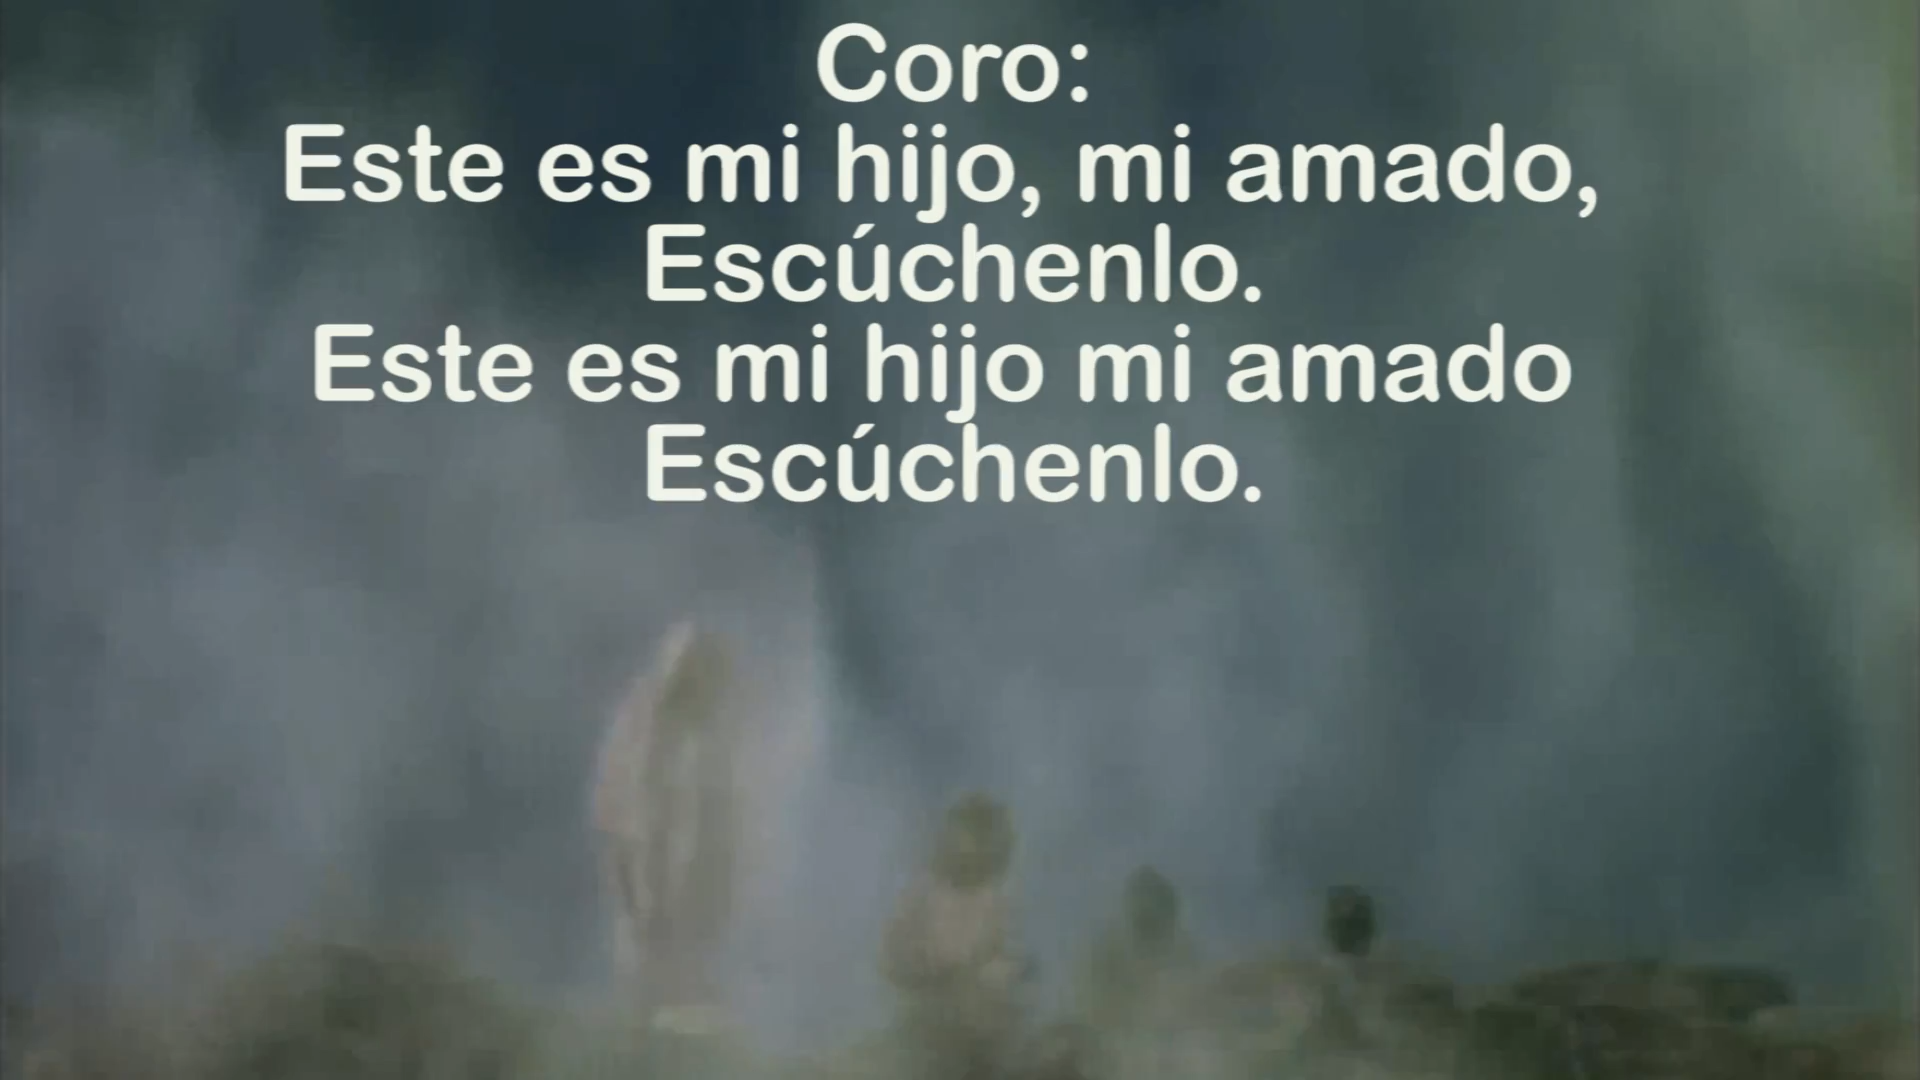 Coro:
Este es mi hijo, mi amado,
Escúchenlo.
Este es mi hijo mi amado
Escúchenlo.